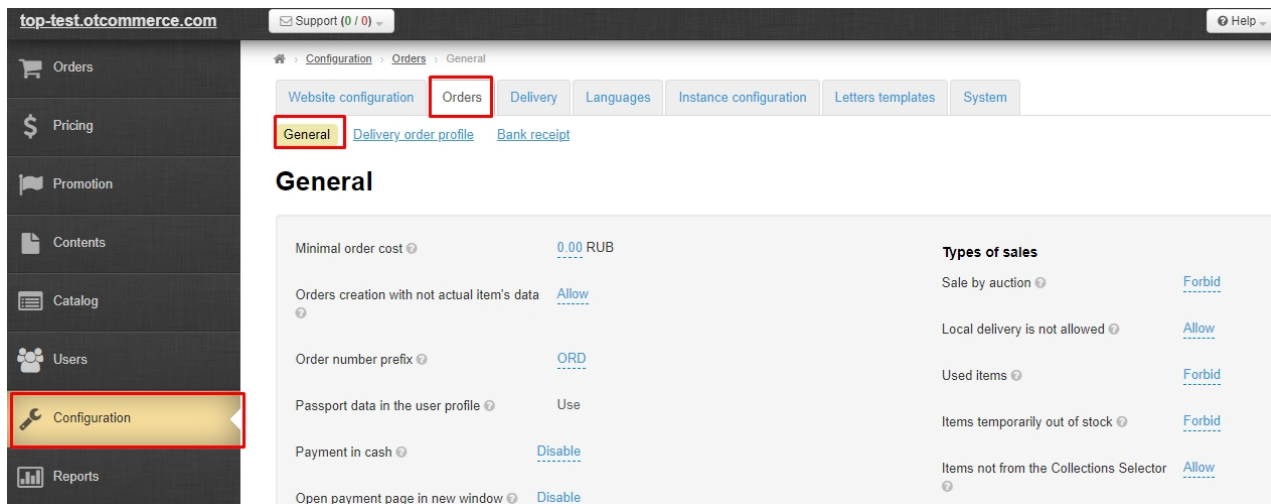 top-test.otcommerce.com
Support (0 / 0)
Help
Orders
Pricing
Promotion
Contents
Catalog
Users
Configuration
Reports
Configuration > Orders > General
Website configuration Orders Delivery Languages Instance configuration Letters templates System
General Delivery order profile Bank receipt
General
Minimal order cost 0.00 RUB
Orders creation with not actual item's data Allow
Order number prefix ORD
Passport data in the user profile Use
Payment in cash Disable
Open payment page in new window Disable
Types of sales
Sale by auction Forbid
Local delivery is not allowed Allow
Used items Forbid
Items temporarily out of stock Forbid
Items not from the Collections Selector Allow